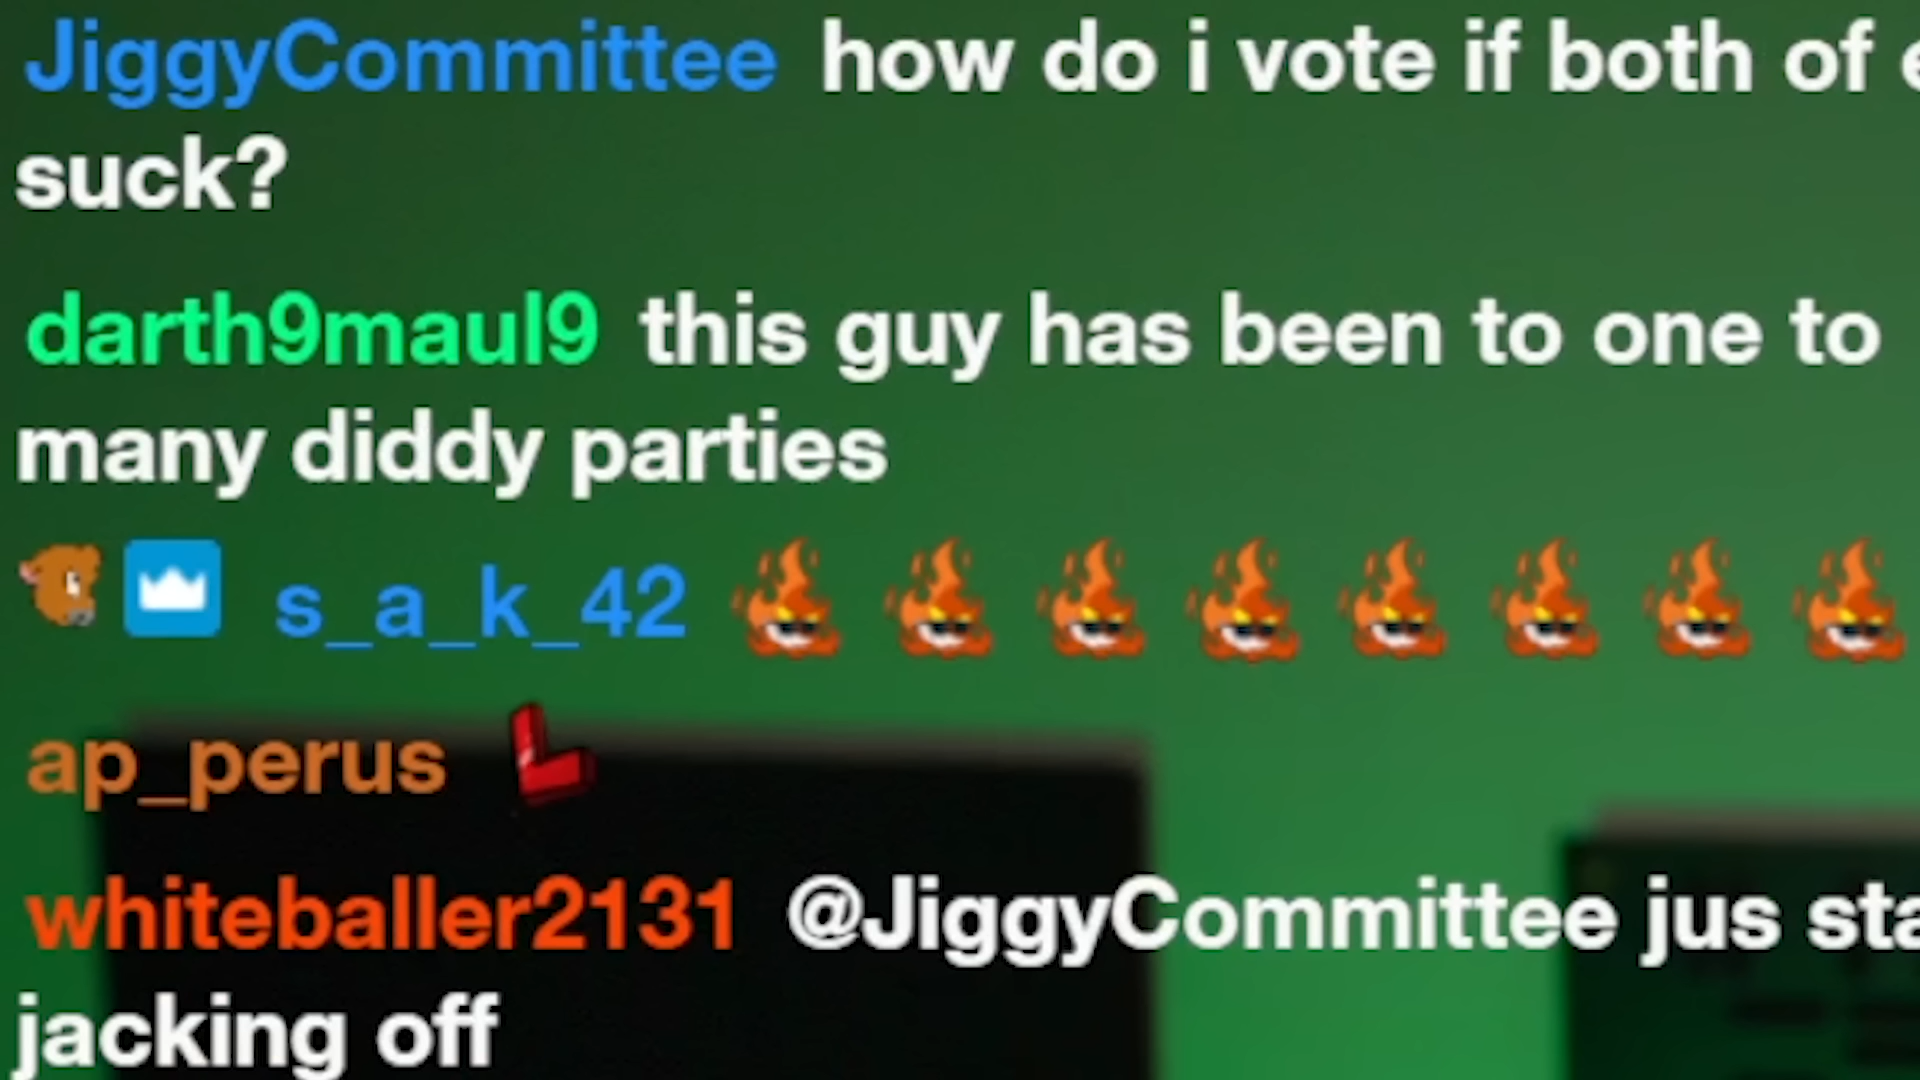 JiggyCommittee how do i vote if both of
suck?
darth9maul9 this guy has been to one to
many diddy parties
s_a_k_42
ap_perus
whiteballer2131 @JiggyCommittee jus
jacking off